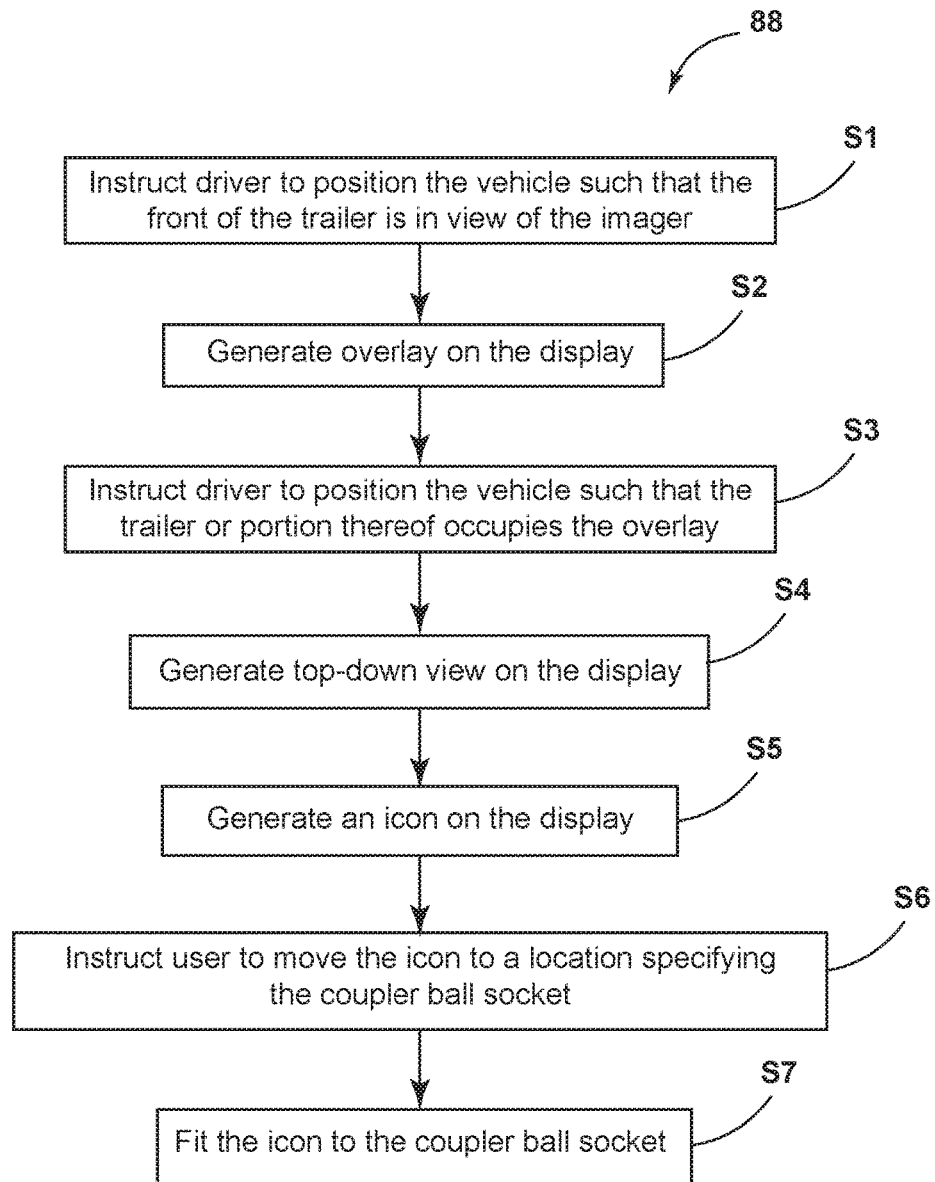 88
S1
Instruct driver to position the vehicle such that the
front of the trailer is in view of the imager
S2
Generate overlay on the display
S3
Instruct driver to position the vehicle such that the
trailer or portion thereof occupies the overlay
S4
Generate top-down view on the display
S5
Generate an icon on the display
S6
Instruct user to move the icon to a location specifying
the coupler ball socket
S7
Fit the icon to the coupler ball socket